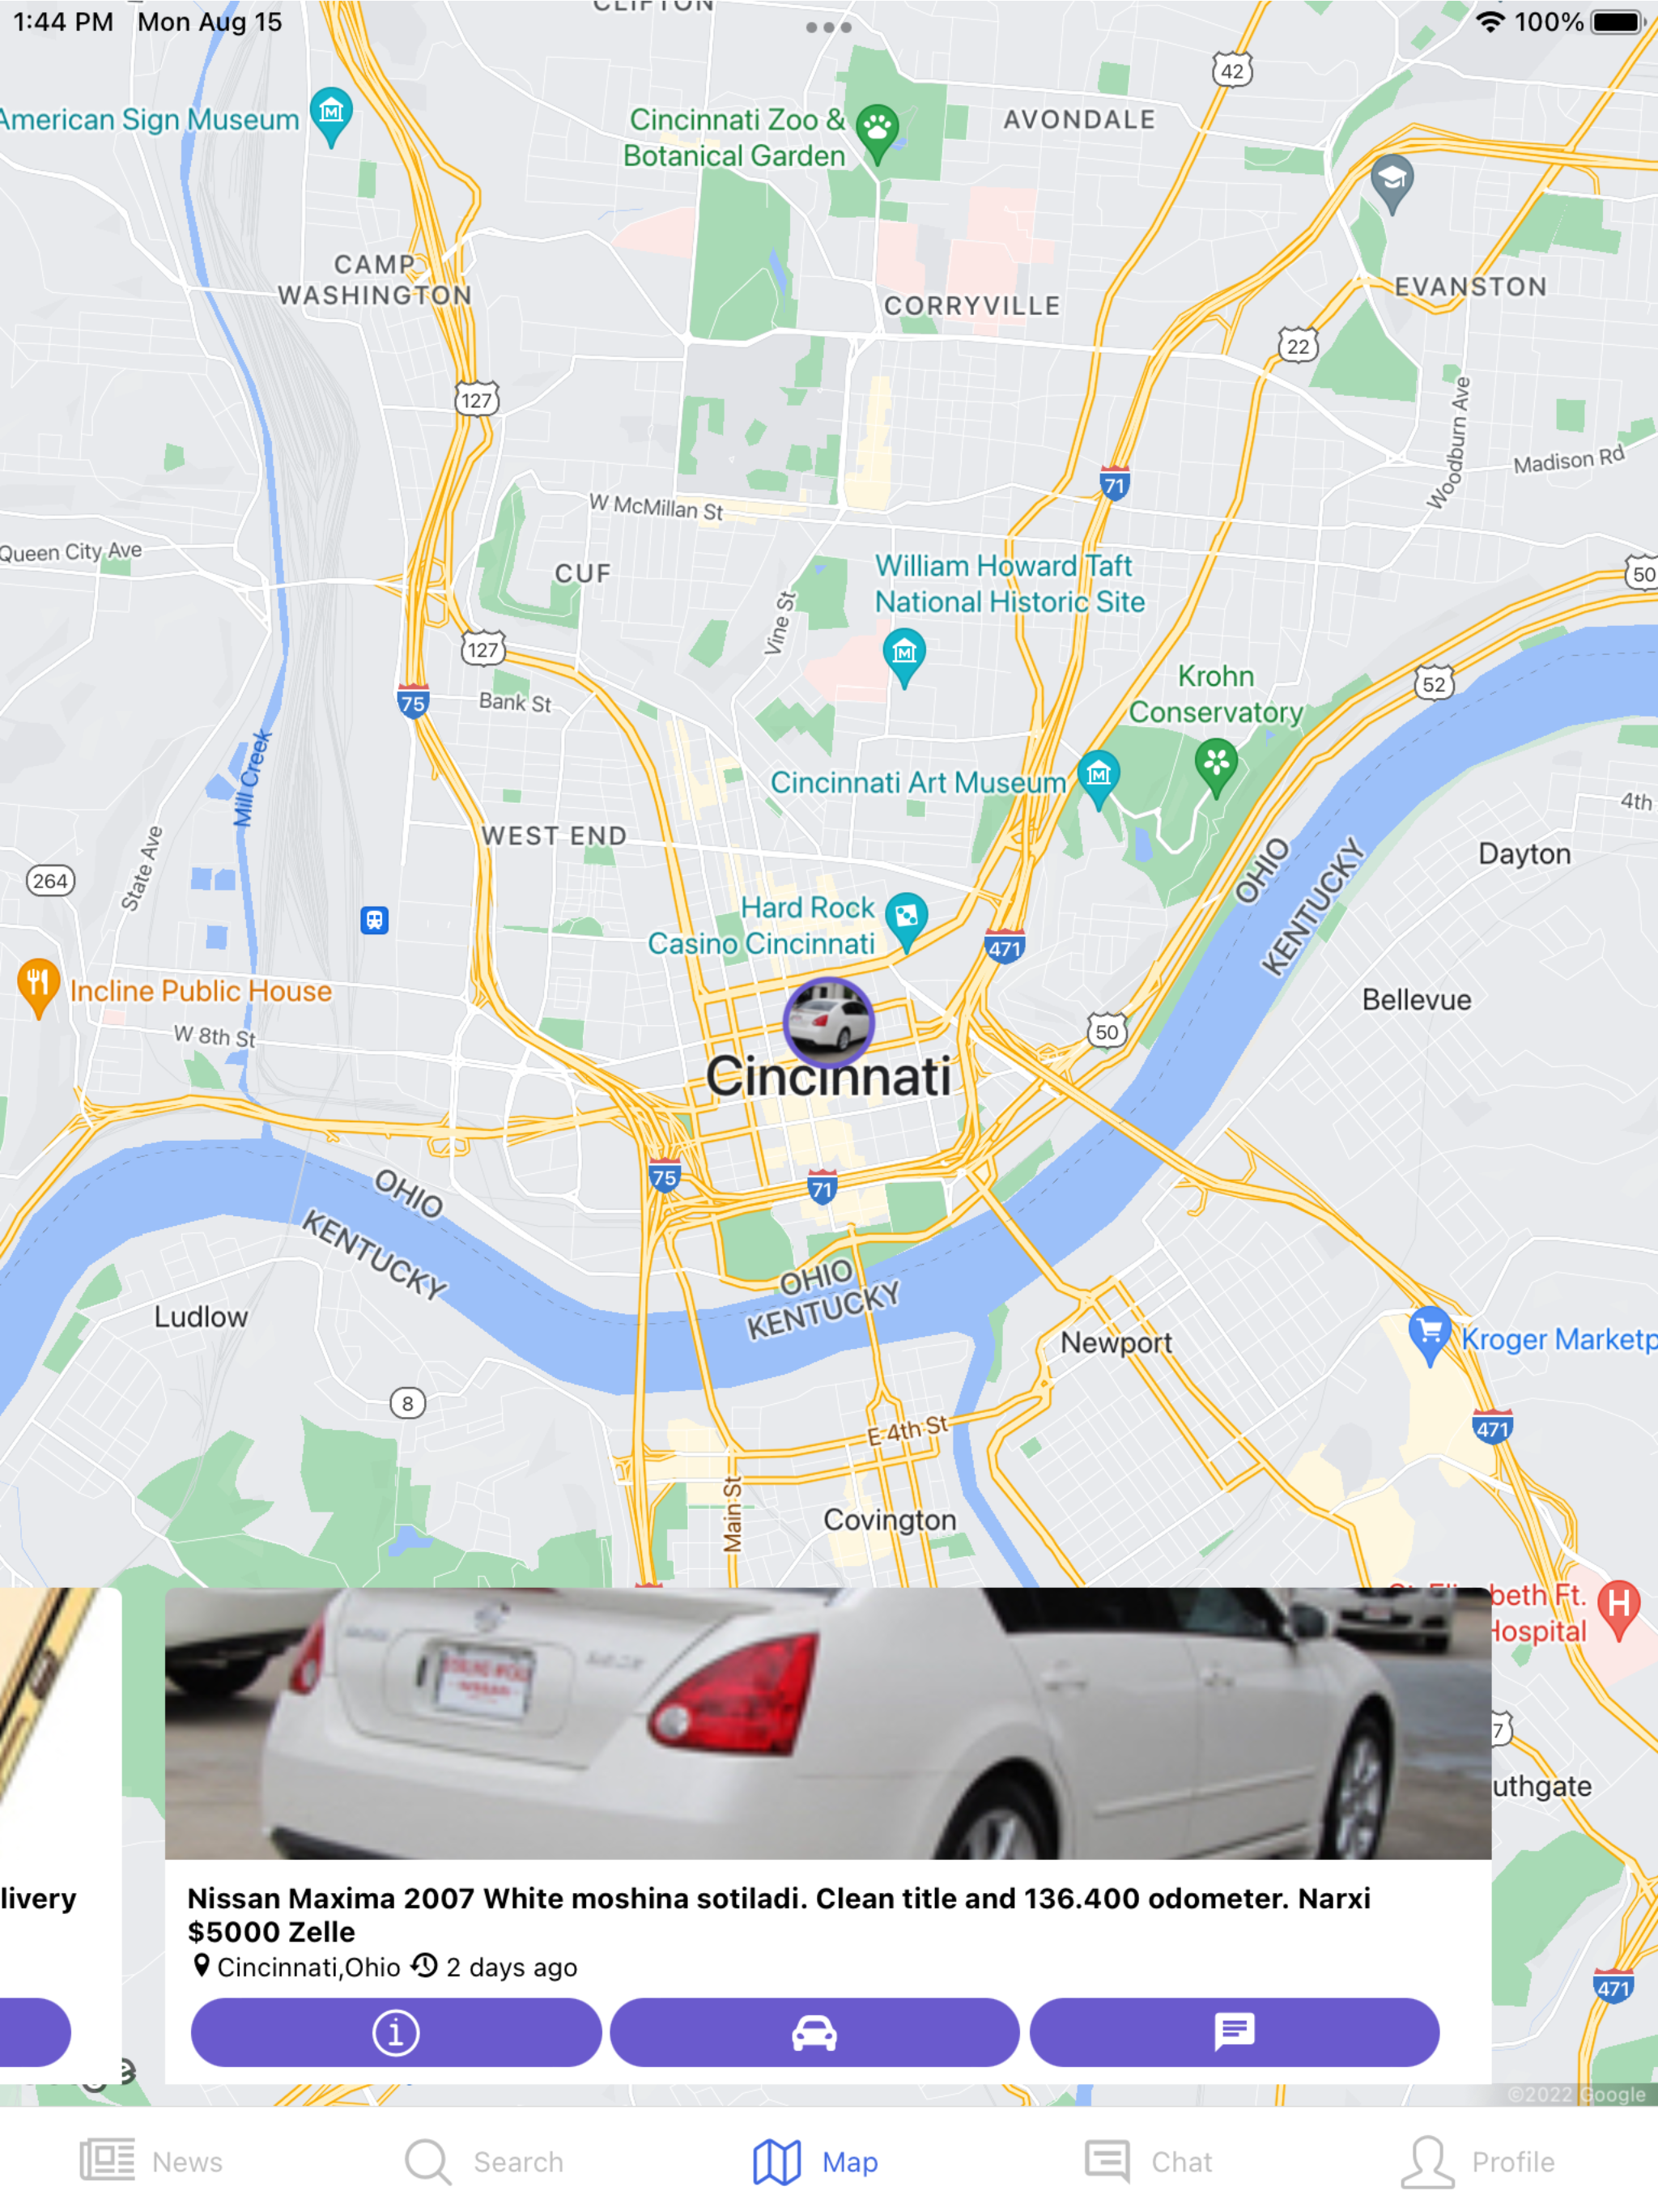 1:44 PM Mon Aug 15
100%
CLIFTON
42
American Sign Museum
Cincinnati Zoo &
Botanical Garden
AVONDALE
CAMP
WASHINGTON
CORRYVILLE
EVANSTON
22
127
Woodburn Ave
Madison Rd
71
W McMillan St
Queen City Ave
CUF
William Howard Taft
National Historic Site
50
Vine St
127
52
Krohn
Conservatory
75
Bank St
Mill Creek
Cincinnati Art Museum
4th
WEST END
State Ave
264
OHIO
KENTUCKY
Dayton
Hard Rock
Casino Cincinnati
471
Incline Public House
W 8th St
Bellevue
50
Cincinnati
75
71
OHIO
KENTUCKY
OHIO
KENTUCKY
Ludlow
Newport
Kroger Marketp
8
E 4th St
471
Main St
Covington
beth Ft.
Hospital
H
7
uthgate
livery
Nissan Maxima 2007 White moshina sotiladi. Clean title and 136.400 odometer. Narxi
$5000 Zelle
Cincinnati,Ohio 2 days ago
471
©2022 Google
News
Search
Map
Chat
Profile